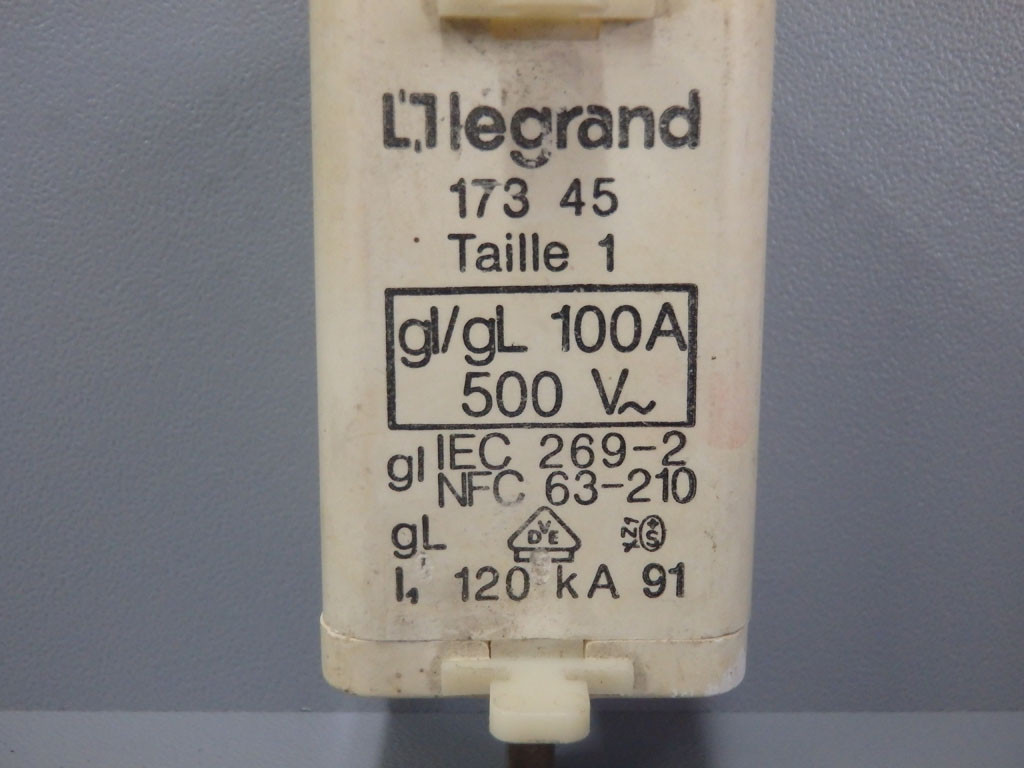 legrand
173 45
Taille 1
gI/gL 100A
500 V~
gI IEC 269-2
NFC 63-210
gL DVE
I₁ 120 kA 91